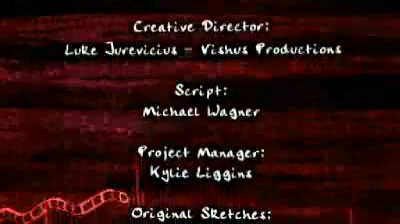 Creative Director:
Luke Jurevicius - Vishus Productions
Script:
Michael Wagner
Project Manager:
Kylie Liggins
Original Sketches: